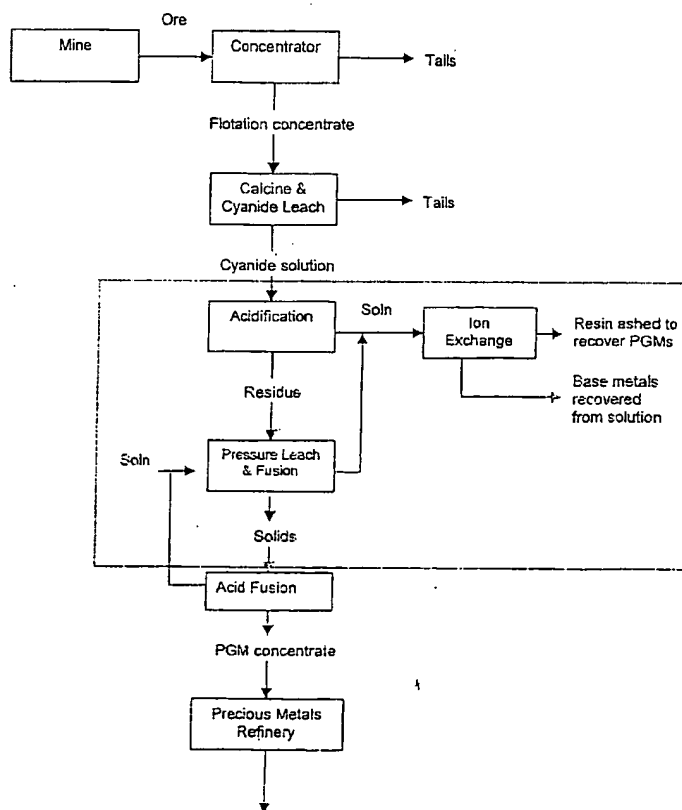 Ore
Mine
Concentrator
Tails
Flotation concentrate
Calcine &
Cyanide Leach
Tails
Cyanide solution
Acidification
Soln
Ion
Exchange
Resin ashed to
recover PGMs
Residue
Base metals
recovered
from solution
Soln
Pressure Leach
& Fusion
Solids
Acid Fusion
PGM concentrate
Precious Metals
Refinery